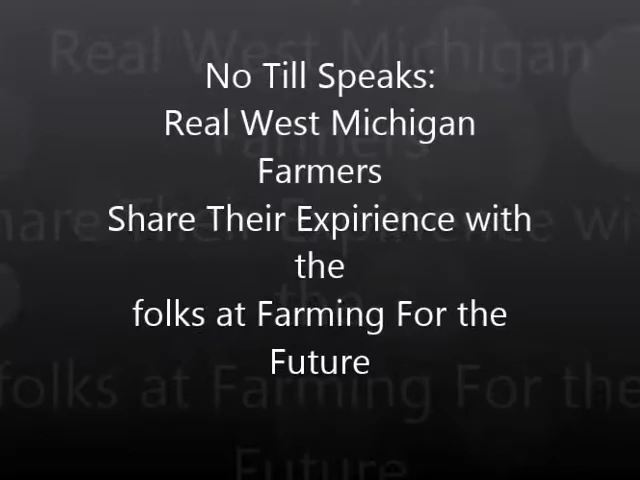 No Till Speaks:
Real West Michigan
Farmers
Share Their Expirience with
the
folks at Farming For the
Future